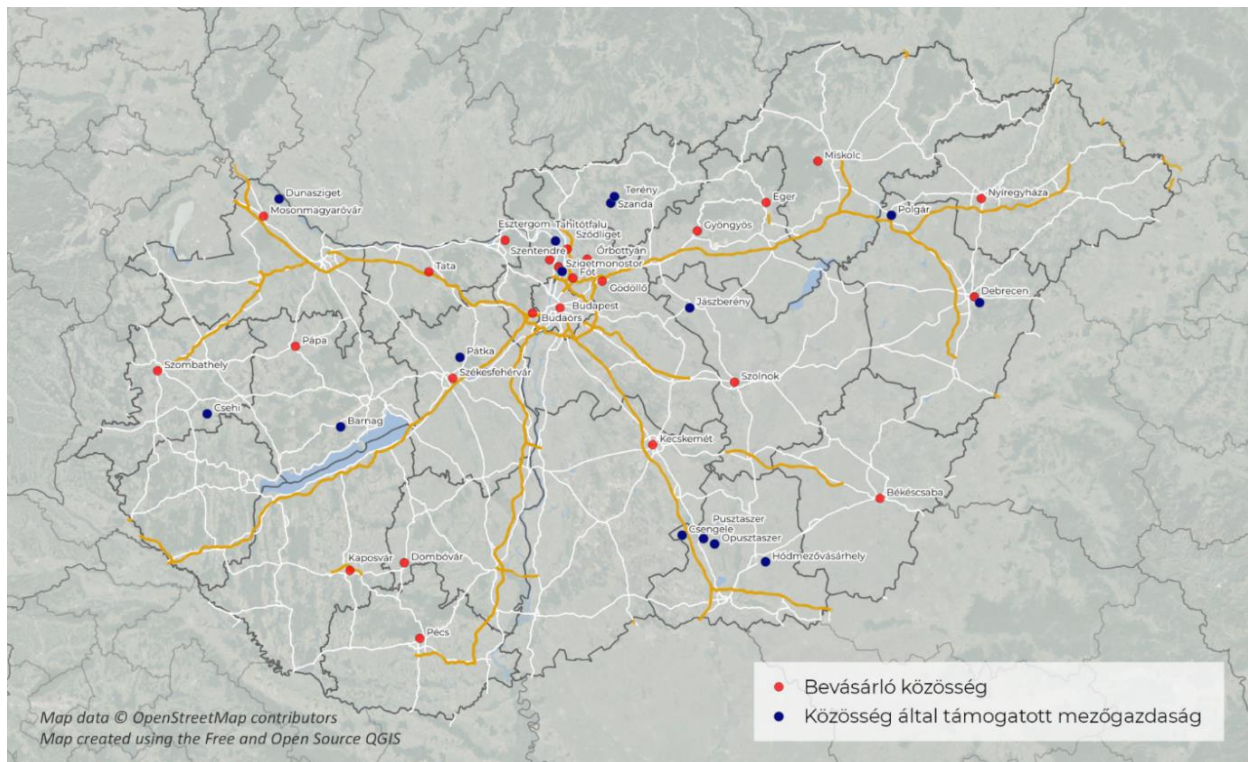 Miskolc
Nyíregyháza
Terény
Szanda
Eger
Dunasziget
Mosonmagyaróvár
Polgár
Esztergom
Tahitótfalu
Sződliget
Gyöngyös
Szentendre
Őrbottyán
Szigetmonostor
Tata
Fót
Gödöllő
Debrecen
Budapest
Jászberény
Budaörs
Pápa
Pátka
Szombathely
Székesfehérvár
Szolnok
Csehi
Barnag
Kecskemét
Békéscsaba
Pusztaszer
Csengele
Ópusztaszer
Hódmezővásárhely
Kaposvár
Dombóvár
Pécs
Bevásárló közösség
Közösség által támogatott mezőgazdaság
Map data © OpenStreetMap contributors
Map created using the Free and Open Source QGIS